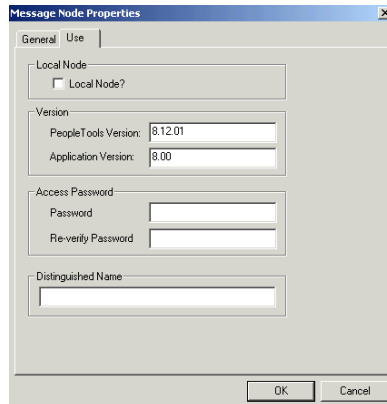 Message Node Properties
General Use
Local Node
Local Node?
Version
PeopleTools Version: 8.12.01
Application Version: 8.00
Access Password
Password
Re-verify Password
Distinguished Name
OK Cancel